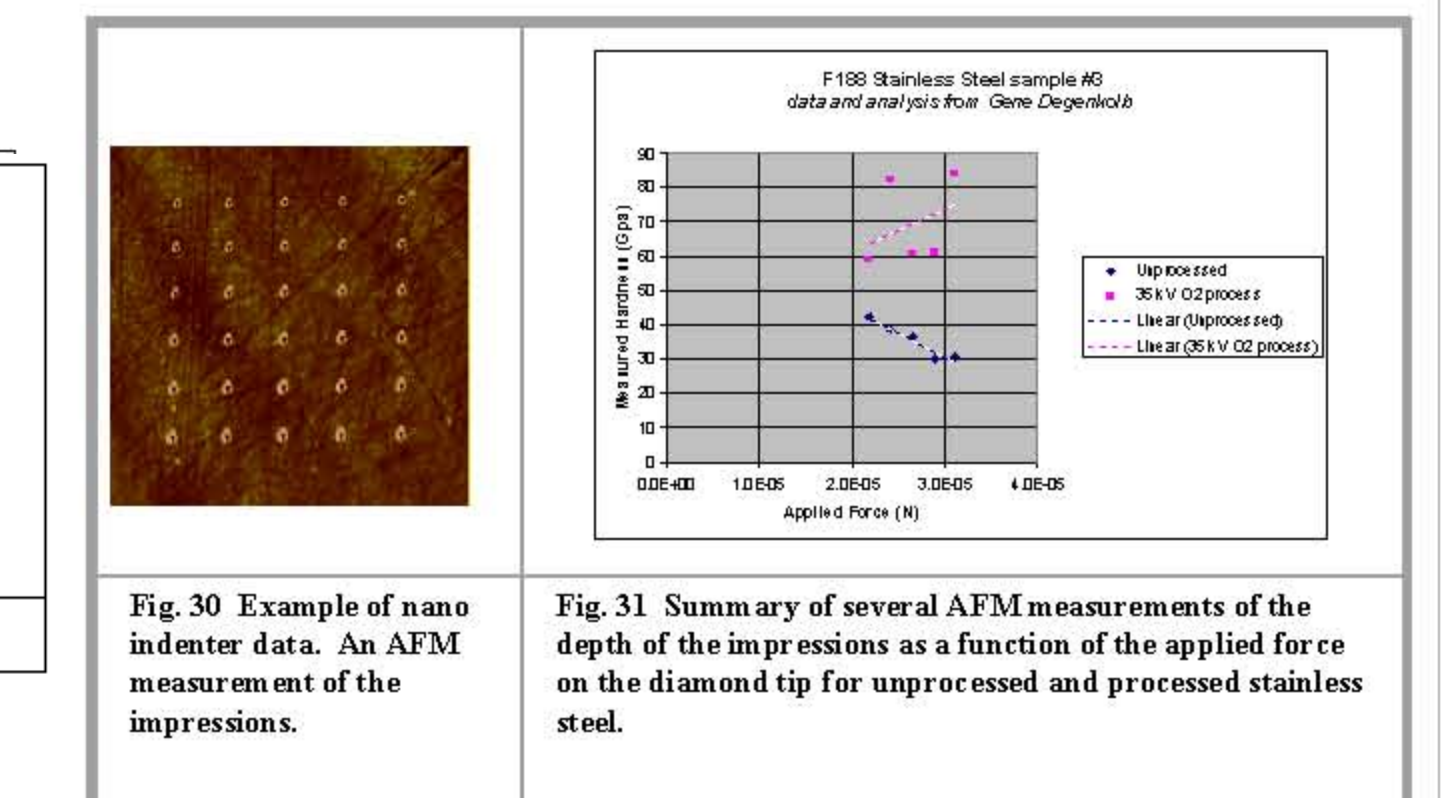 F188 Stainless Steel sample #3
data and analysis from Gene Degenkolb
Measured Hardness (Gpa)
90
80
70
60
50
40
30
20
10
0
0.0E+00 1.0E-05 2.0E-05 3.0E-05 4.0E-05
Applied Force (N)
Unprocessed
35 kV O2 process
Linear (Unprocessed)
Linear (35 kV O2 process)
Fig. 30 Example of nano
indenter data. An AFM
measurement of the
impressions.
Fig. 31 Summary of several AFM measurements of the
depth of the impressions as a function of the applied force
on the diamond tip for unprocessed and processed stainless
steel.